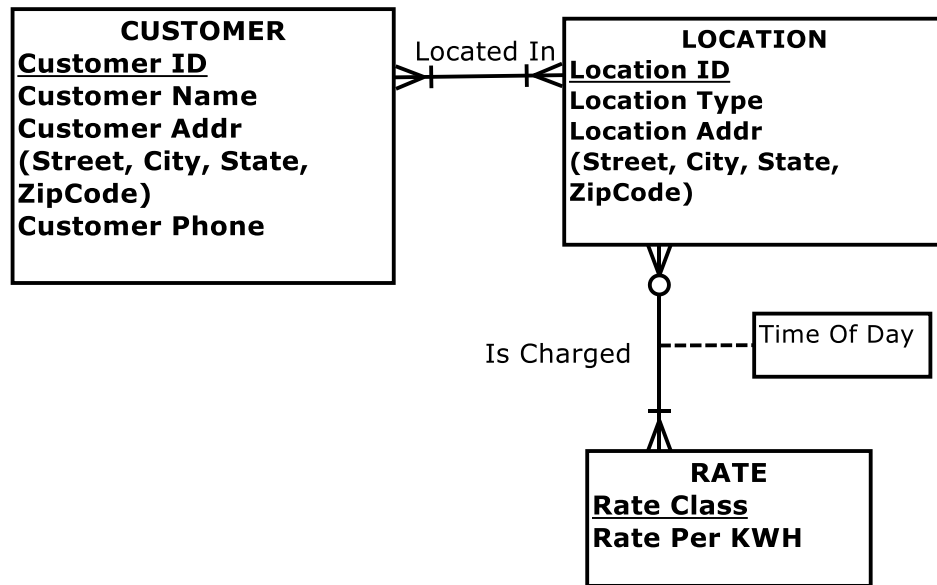 CUSTOMER
Customer ID
Customer Name
Customer Addr
(Street, City, State,
ZipCode)
Customer Phone
Located In
LOCATION
Location ID
Location Type
Location Addr
(Street, City, State,
ZipCode)
Is Charged
Time Of Day
RATE
Rate Class
Rate Per KWH